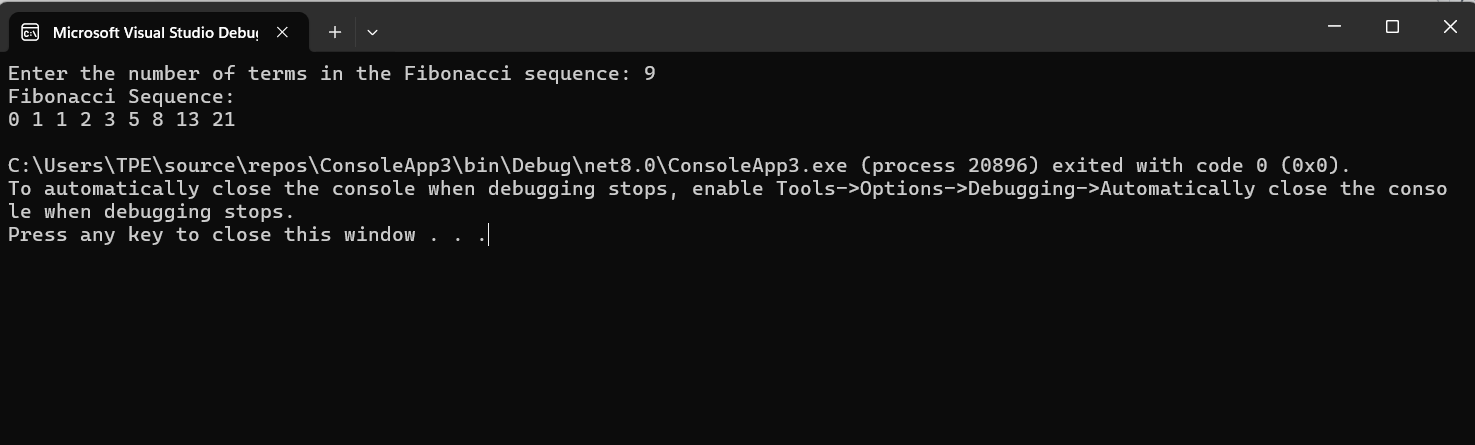 Microsoft Visual Studio Debu
Enter the number of terms in the Fibonacci sequence: 9
Fibonacci Sequence:
0 1 1 2 3 5 8 13 21
C:\Users\TPE\source\repos\ConsoleApp3\bin\Debug\net8.0\ConsoleApp3.exe (process 20896) exited with code 0 (0x0).
To automatically close the console when debugging stops, enable Tools->Options->Debugging->Automatically close the conso
le when debugging stops.
Press any key to close this window . . .